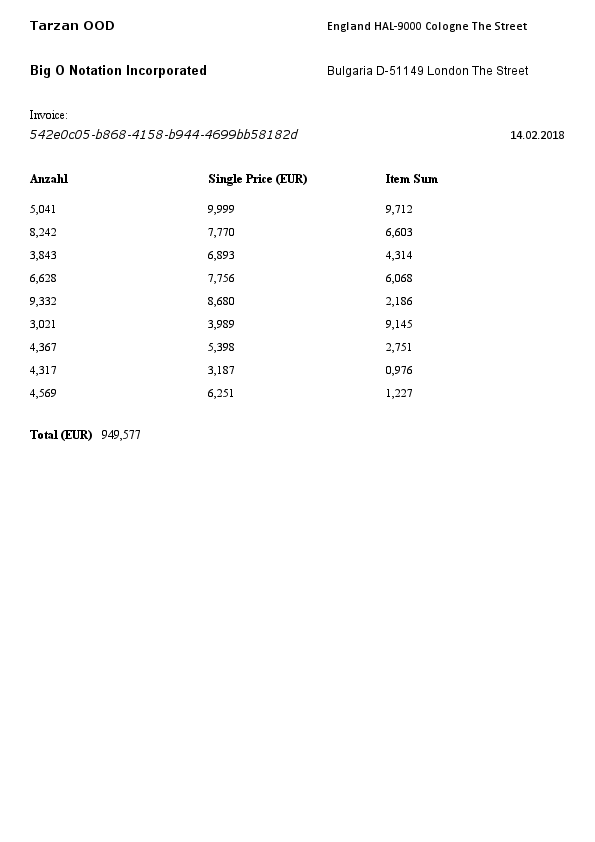 Tarzan OOD England HAL-9000 Cologne The Street
Big O Notation Incorporated Bulgaria D-51149 London The Street
Invoice:
542e0c05-b868-4158-b944-4699bb58182d 14.02.2018
Anzahl Single Price (EUR) Item Sum
5,041 9,999 9,712
8,242 7,770 6,603
3,843 6,893 4,314
6,628 7,756 6,068
9,332 8,680 2,186
3,021 3,989 9,145
4,367 5,398 2,751
4,317 3,187 0,976
4,569 6,251 1,227
Total (EUR) 949,577